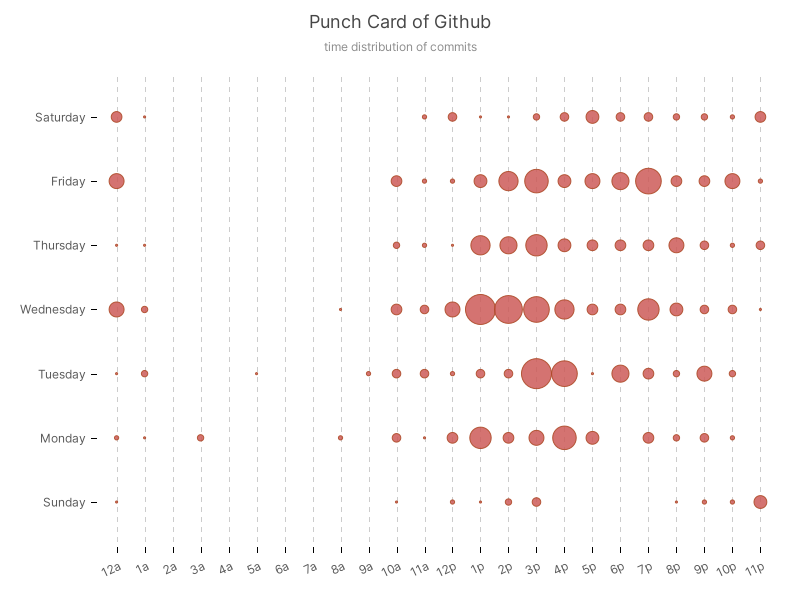 Punch Card of Github
time distribution of commits
Saturday
Friday
Thursday
Wednesday
Tuesday
Monday
Sunday
12a 1a 2a 3a 4a 5a 6a 7a 8a 9a 10a 11a 12p 1p 2p 3p 4p 5p 6p 7p 8p 9p 10p 11p